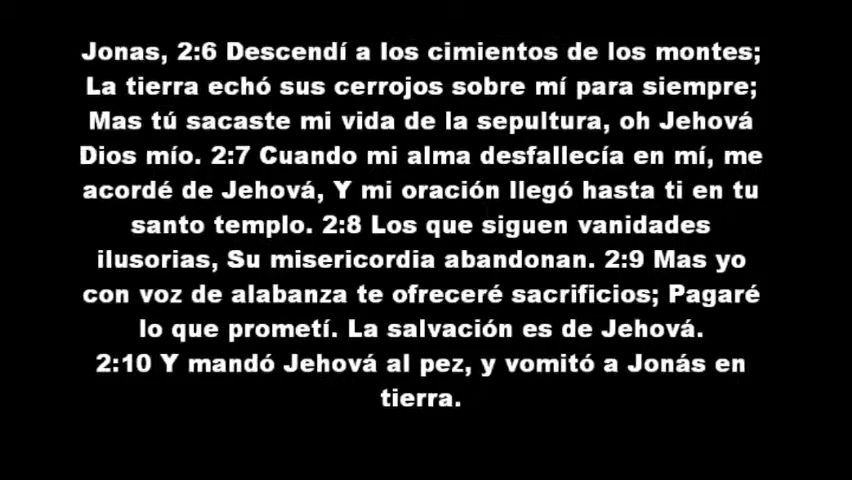 Jonas, 2:6 Descendí a los cimientos de los montes;
La tierra echó sus cerrojos sobre mí para siempre;
Mas tú sacaste mi vida de la sepultura, oh Jehová
Dios mío. 2:7 Cuando mi alma desfallecía en mí, me
acordé de Jehová, Y mi oración llegó hasta ti en tu
santo templo. 2:8 Los que siguen vanidades
ilusorias, Su misericordia abandonan. 2:9 Mas yo
con voz de alabanza te ofreceré sacrificios; Pagaré
lo que prometí. La salvación es de Jehová.
2:10 Y mandó Jehová al pez, y vomitó a Jonás en
tierra.